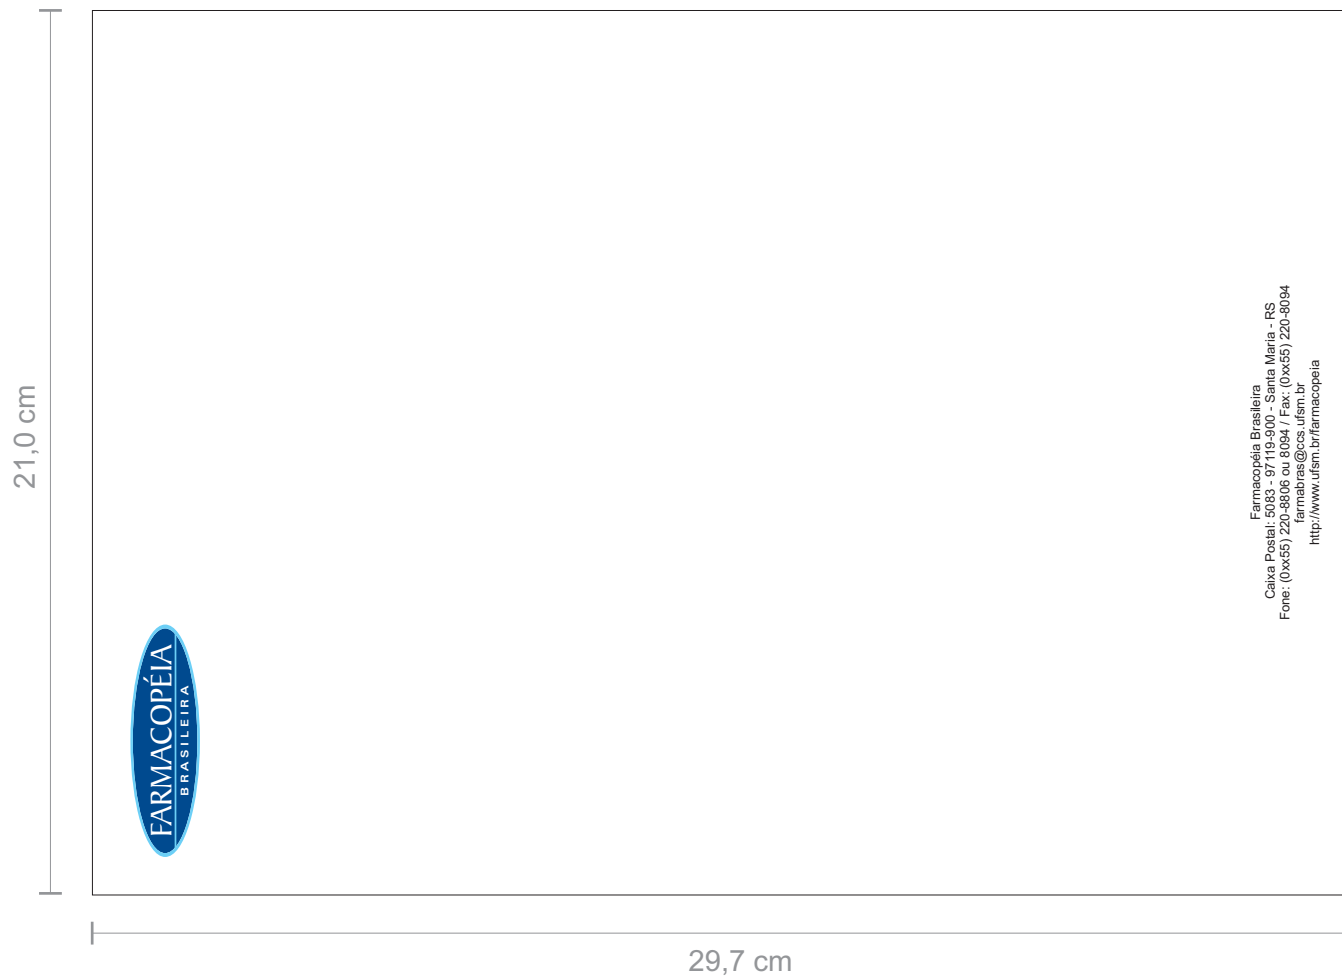 21,0 cm
FARMACOPÉIA
BRASILEIRA
Farmacopéia Brasileira
Caixa Postal: 5083 - 97119-900 - Santa Maria - RS
Fone: (0xx55) 220-8806 ou 8094 / Fax: (0xx55) 220-8094
farmabras@ccs.ufsm.br
http://www.ufsm.br/farmacopeia
29,7 cm